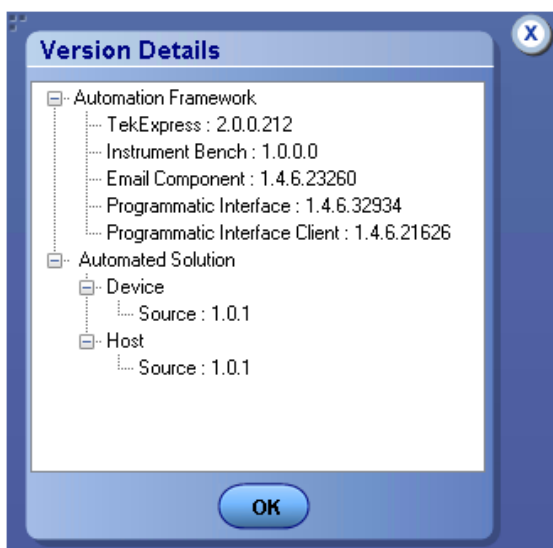 X
Version Details
Automation Framework
TekExpress : 2.0.0.212
Instrument Bench : 1.0.0.0
Email Component : 1.4.6.23260
Programmatic Interface : 1.4.6.32934
Programmatic Interface Client : 1.4.6.21626
Automated Solution
Device
Source : 1.0.1
Host
Source : 1.0.1
OK